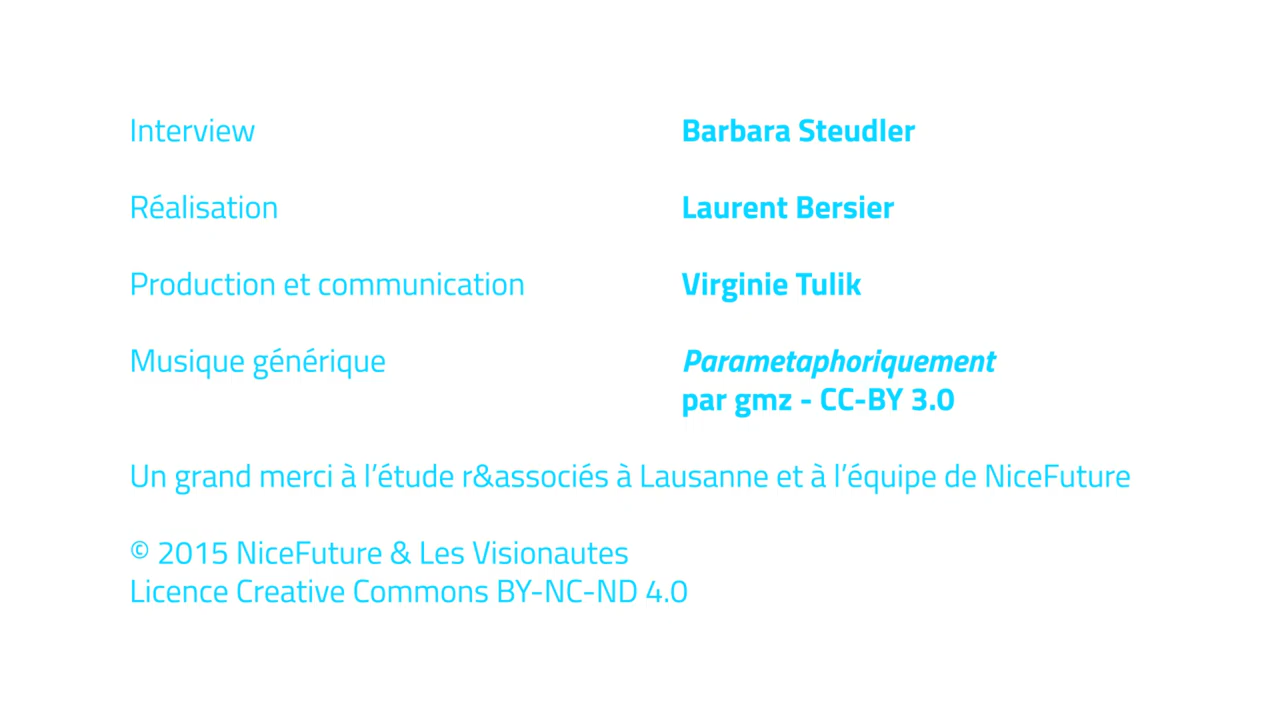 Interview Barbara Steudler
Réalisation Laurent Bersier
Production et communication Virginie Tulik
Musique générique Parametaphoriquement
par gmz - CC-BY 3.0
Un grand merci à l’étude r&associés à Lausanne et à l’équipe de NiceFuture
© 2015 NiceFuture & Les Visionautes
Licence Creative Commons BY-NC-ND 4.0